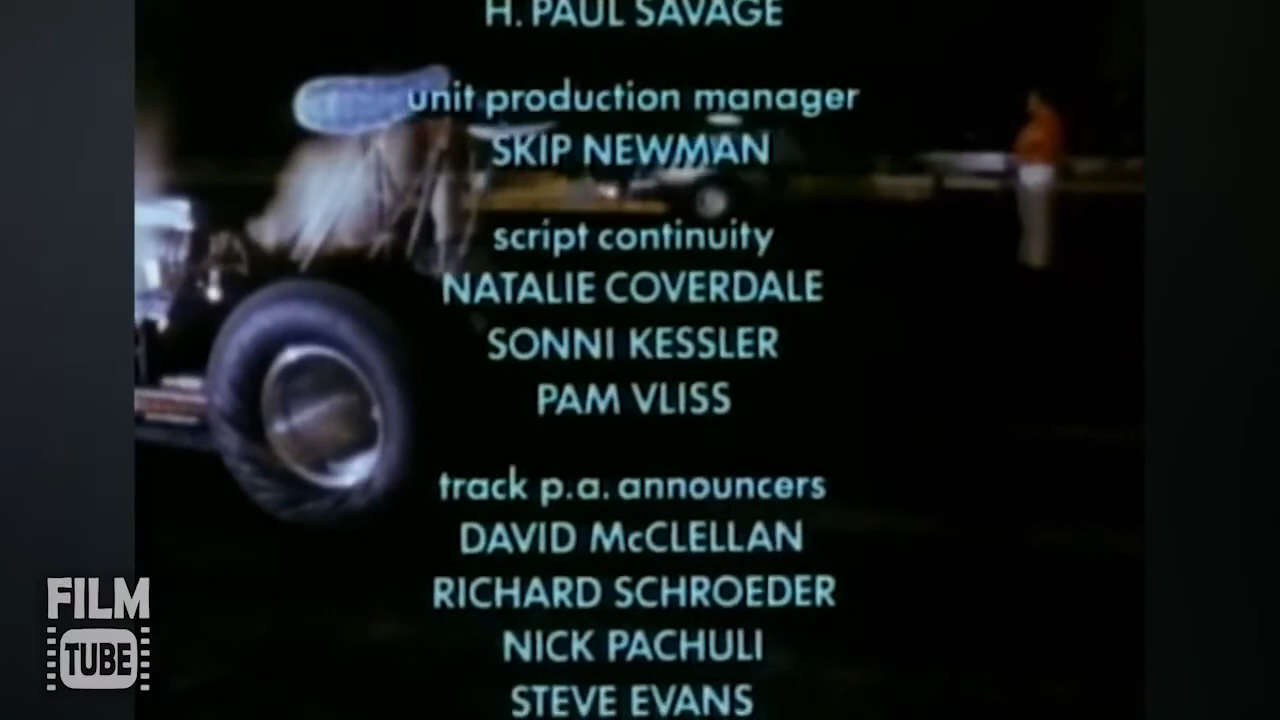 H. PAUL SAVAGE
unit production manager
SKIP NEWMAN
script continuity
NATALIE COVERDALE
SONNI KESSLER
PAM VLISS
track p.a. announcers
DAVID McCLELLAN
RICHARD SCHROEDER
NICK PACHULI
STEVE EVANS
FILM
TUBE